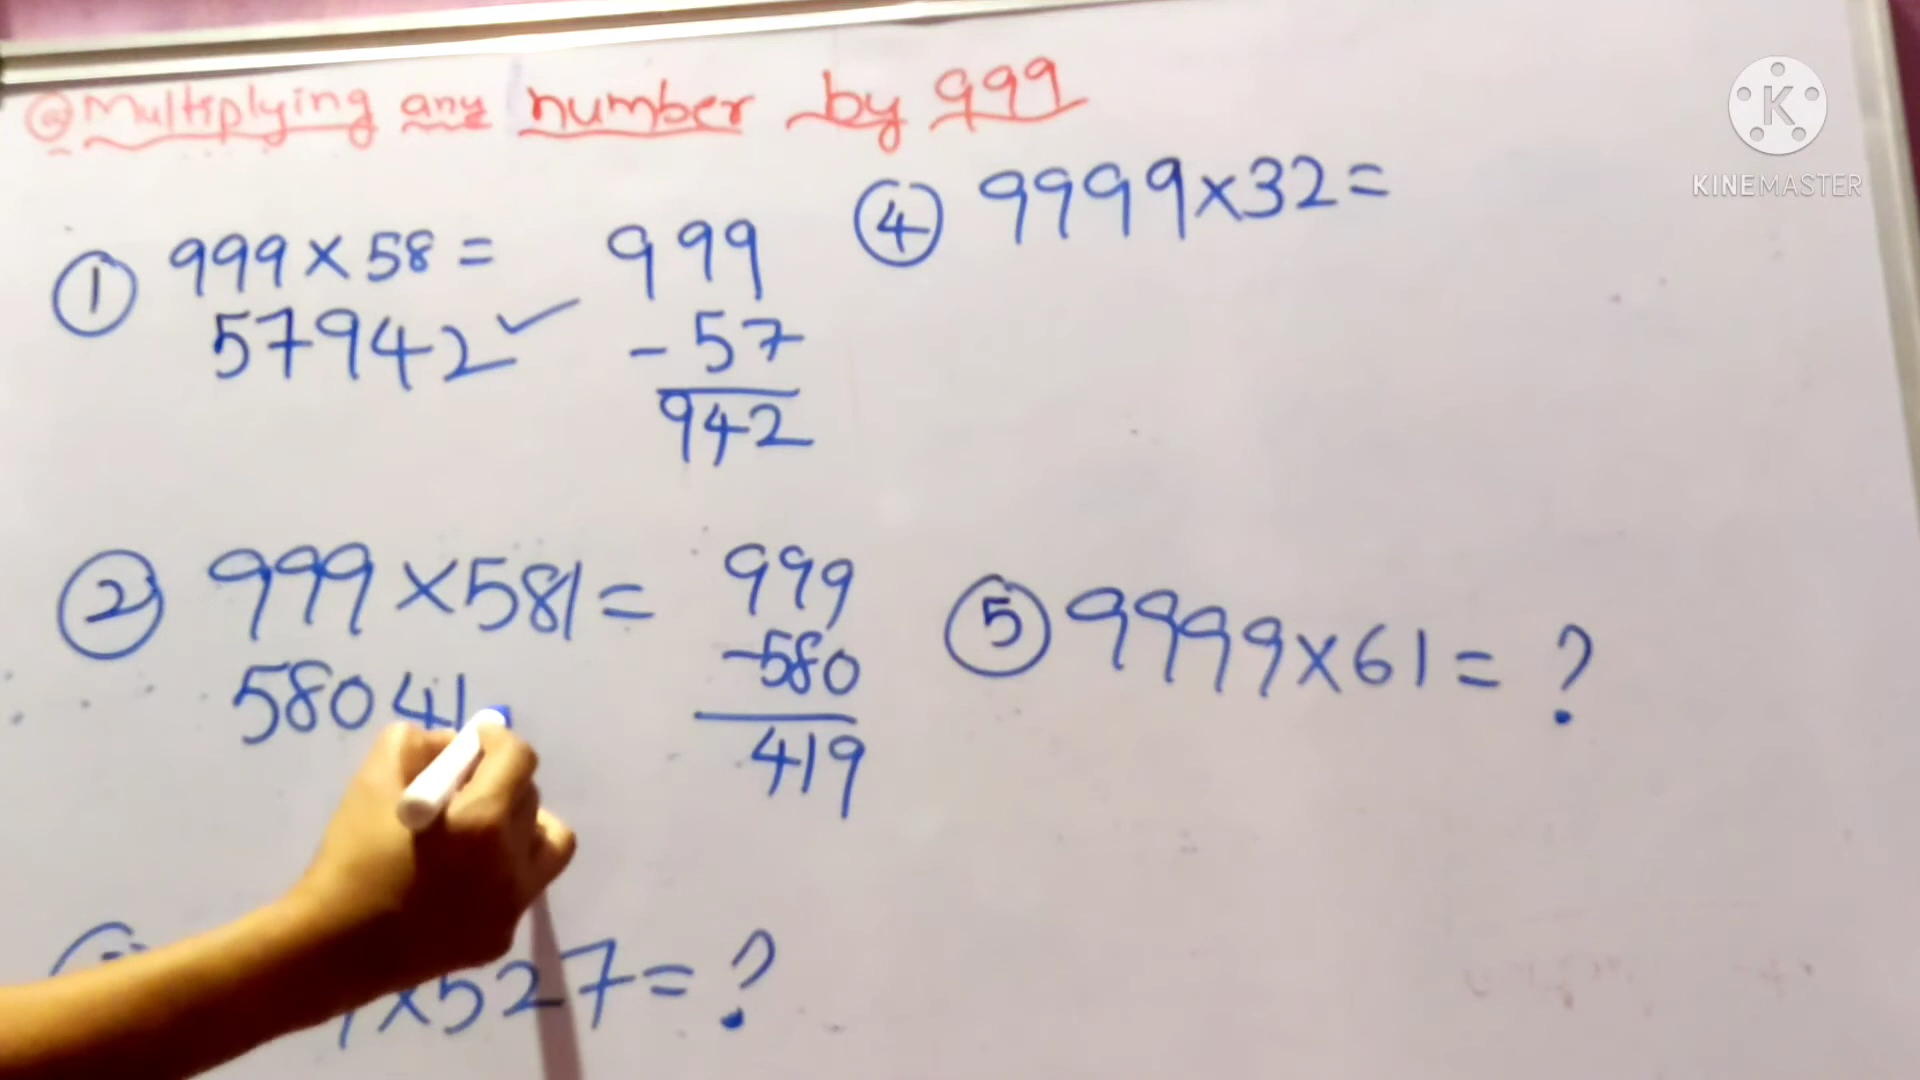 @ Multiplying any number by 999
① 999 × 58 =
57942 ✓
999
- 57
942
② 999 × 581 =
58041
999
-580
419
× 527 = ?
④ 9999 × 32 =
⑤ 9999 × 61 = ?
K
KINEMASTER